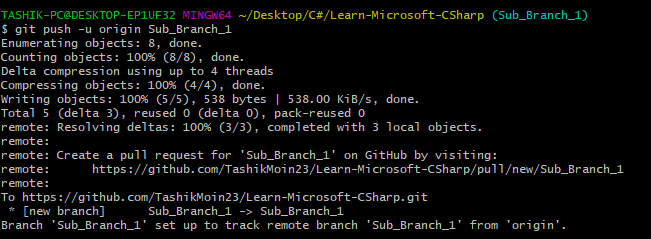 TASHIK-PC@DESKTOP-EP1UF32 MINGW64 ~/Desktop/C#/Learn-Microsoft-CSharp (Sub_Branch_1)
$ git push -u origin Sub_Branch_1
Enumerating objects: 8, done.
Counting objects: 100% (8/8), done.
Delta compression using up to 4 threads
Compressing objects: 100% (4/4), done.
Writing objects: 100% (5/5), 538 bytes | 538.00 KiB/s, done.
Total 5 (delta 3), reused 0 (delta 0), pack-reused 0
remote: Resolving deltas: 100% (3/3), completed with 3 local objects.
remote:
remote: Create a pull request for 'Sub_Branch_1' on GitHub by visiting:
remote:      https://github.com/TashikMoin23/Learn-Microsoft-CSharp/pull/new/Sub_Branch_1
remote:
To https://github.com/TashikMoin23/Learn-Microsoft-CSharp.git
 * [new branch]      Sub_Branch_1 -> Sub_Branch_1
Branch 'Sub_Branch_1' set up to track remote branch 'Sub_Branch_1' from 'origin'.